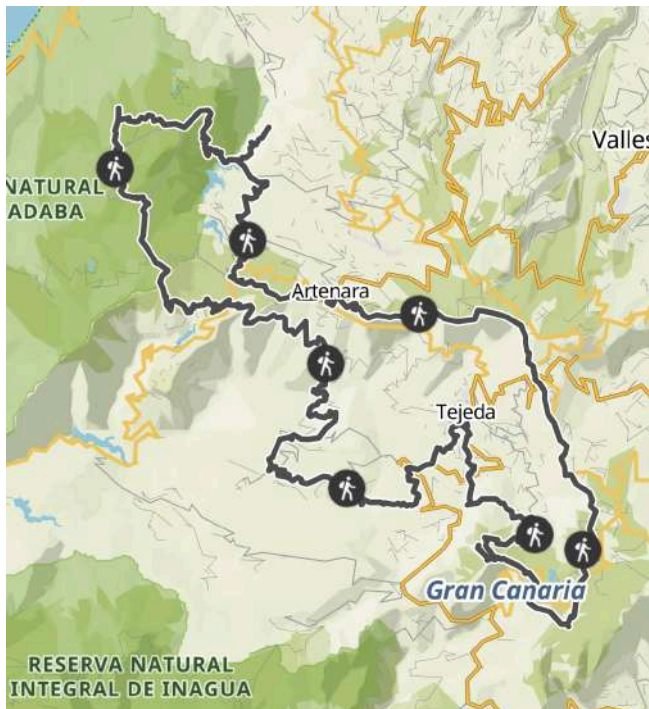 Valles
NATURAL
ADABA
Artenara
Tejeda
Gran Canaria
RESERVA NATURAL
INTEGRAL DE INAGUA